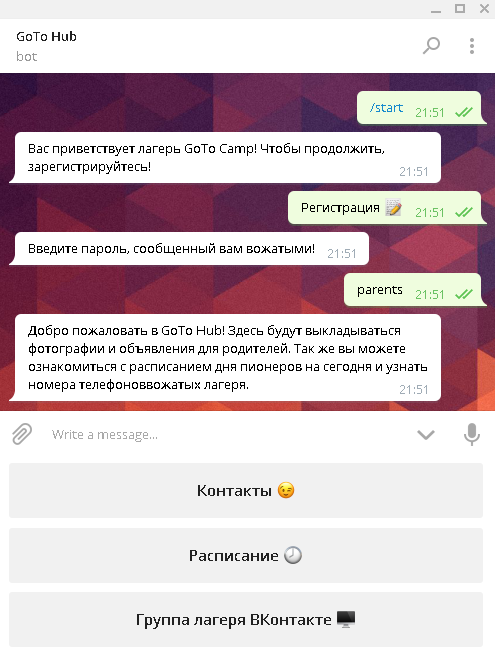 GoTo Hub
bot
/start 21:51
Вас приветствует лагерь GoTo Camp! Чтобы продолжить,
зарегистрируйтесь!
21:51
Регистрация 📝 21:51
Введите пароль, сообщенный вам вожатыми! 21:51
parents 21:51
Добро пожаловать в GoTo Hub! Здесь будут выкладываться
фотографии и объявления для родителей. Так же вы можете
ознакомиться с расписанием дня пионеров на сегодня и узнать
номера телефоноввожатых лагеря.
21:51
Write a message...
Контакты 😉
Расписание 🕗
Группа лагеря ВКонтакте 🖥